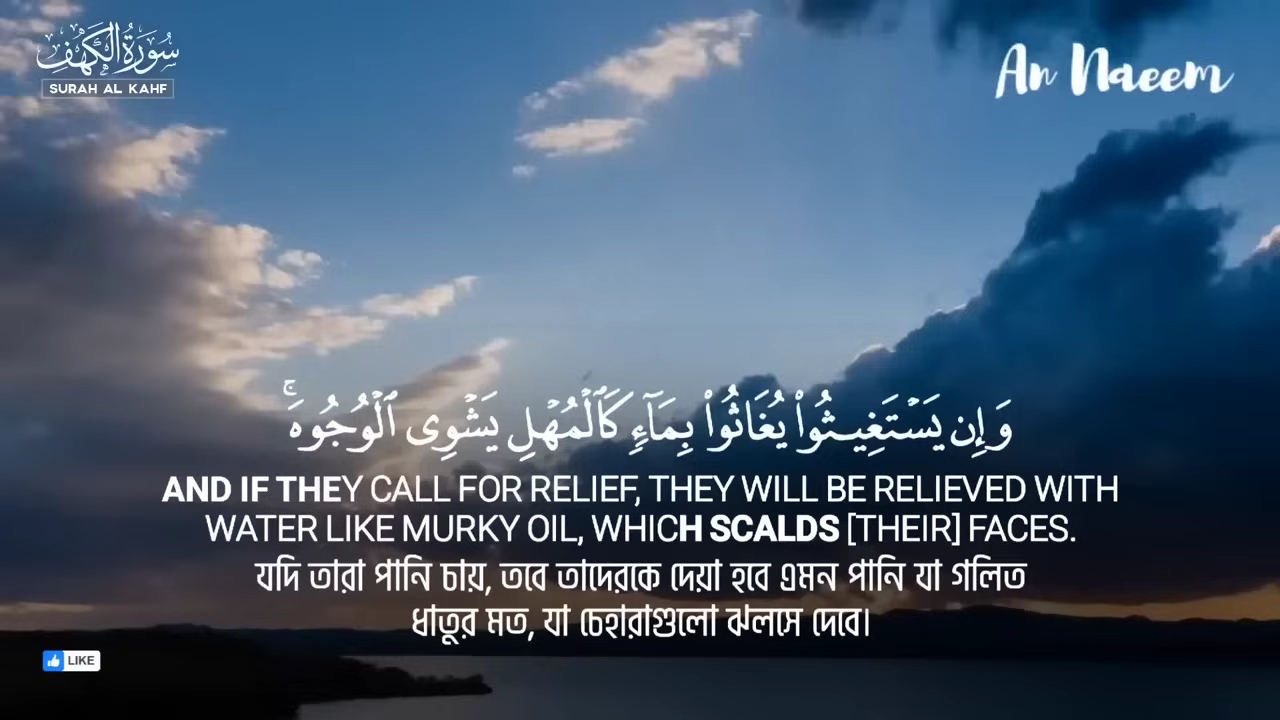 سُورَةُ الكَهْفِ
SURAH AL KAHF
An Naeem
وَإِن يَسْتَغِيثُوا۟ يُغَاثُوا۟ بِمَآءٍ كَٱلْمُهْلِ يَشْوِى ٱلْوُجُوهَ ۚ
AND IF THEY CALL FOR RELIEF, THEY WILL BE RELIEVED WITH
WATER LIKE MURKY OIL, WHICH SCALDS [THEIR] FACES.
যদি তারা পানি চায়, তবে তাদেরকে দেয়া হবে এমন পানি যা গলিত
ধাতুর মত, যা চেহারাগুলো ঝলসে দেবে।
LIKE